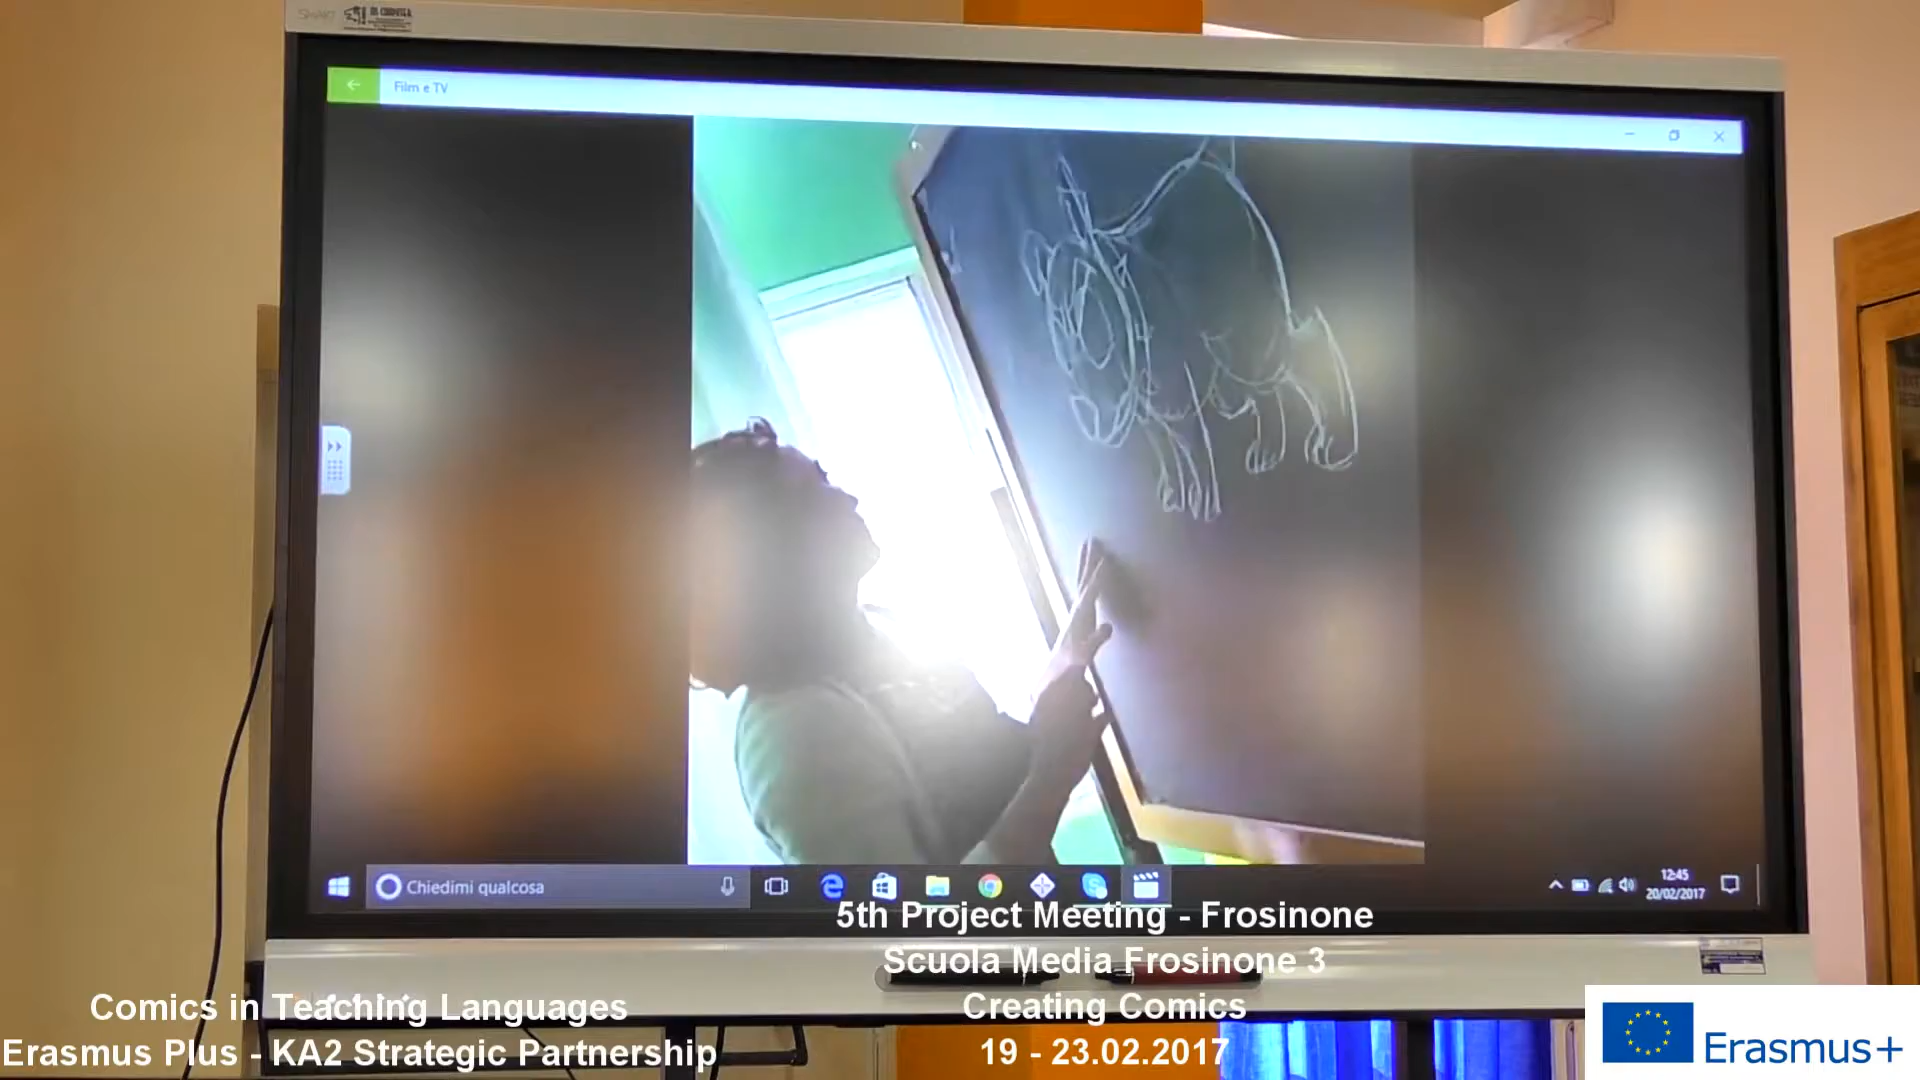 SMART
Film e TV
Chiedimi qualcosa
12:45
20/02/2017
5th Project Meeting - Frosinone
Scuola Media Frosinone 3
Creating Comics
19 - 23.02.2017
Comics in Teaching Languages
Erasmus Plus - KA2 Strategic Partnership
Erasmus+